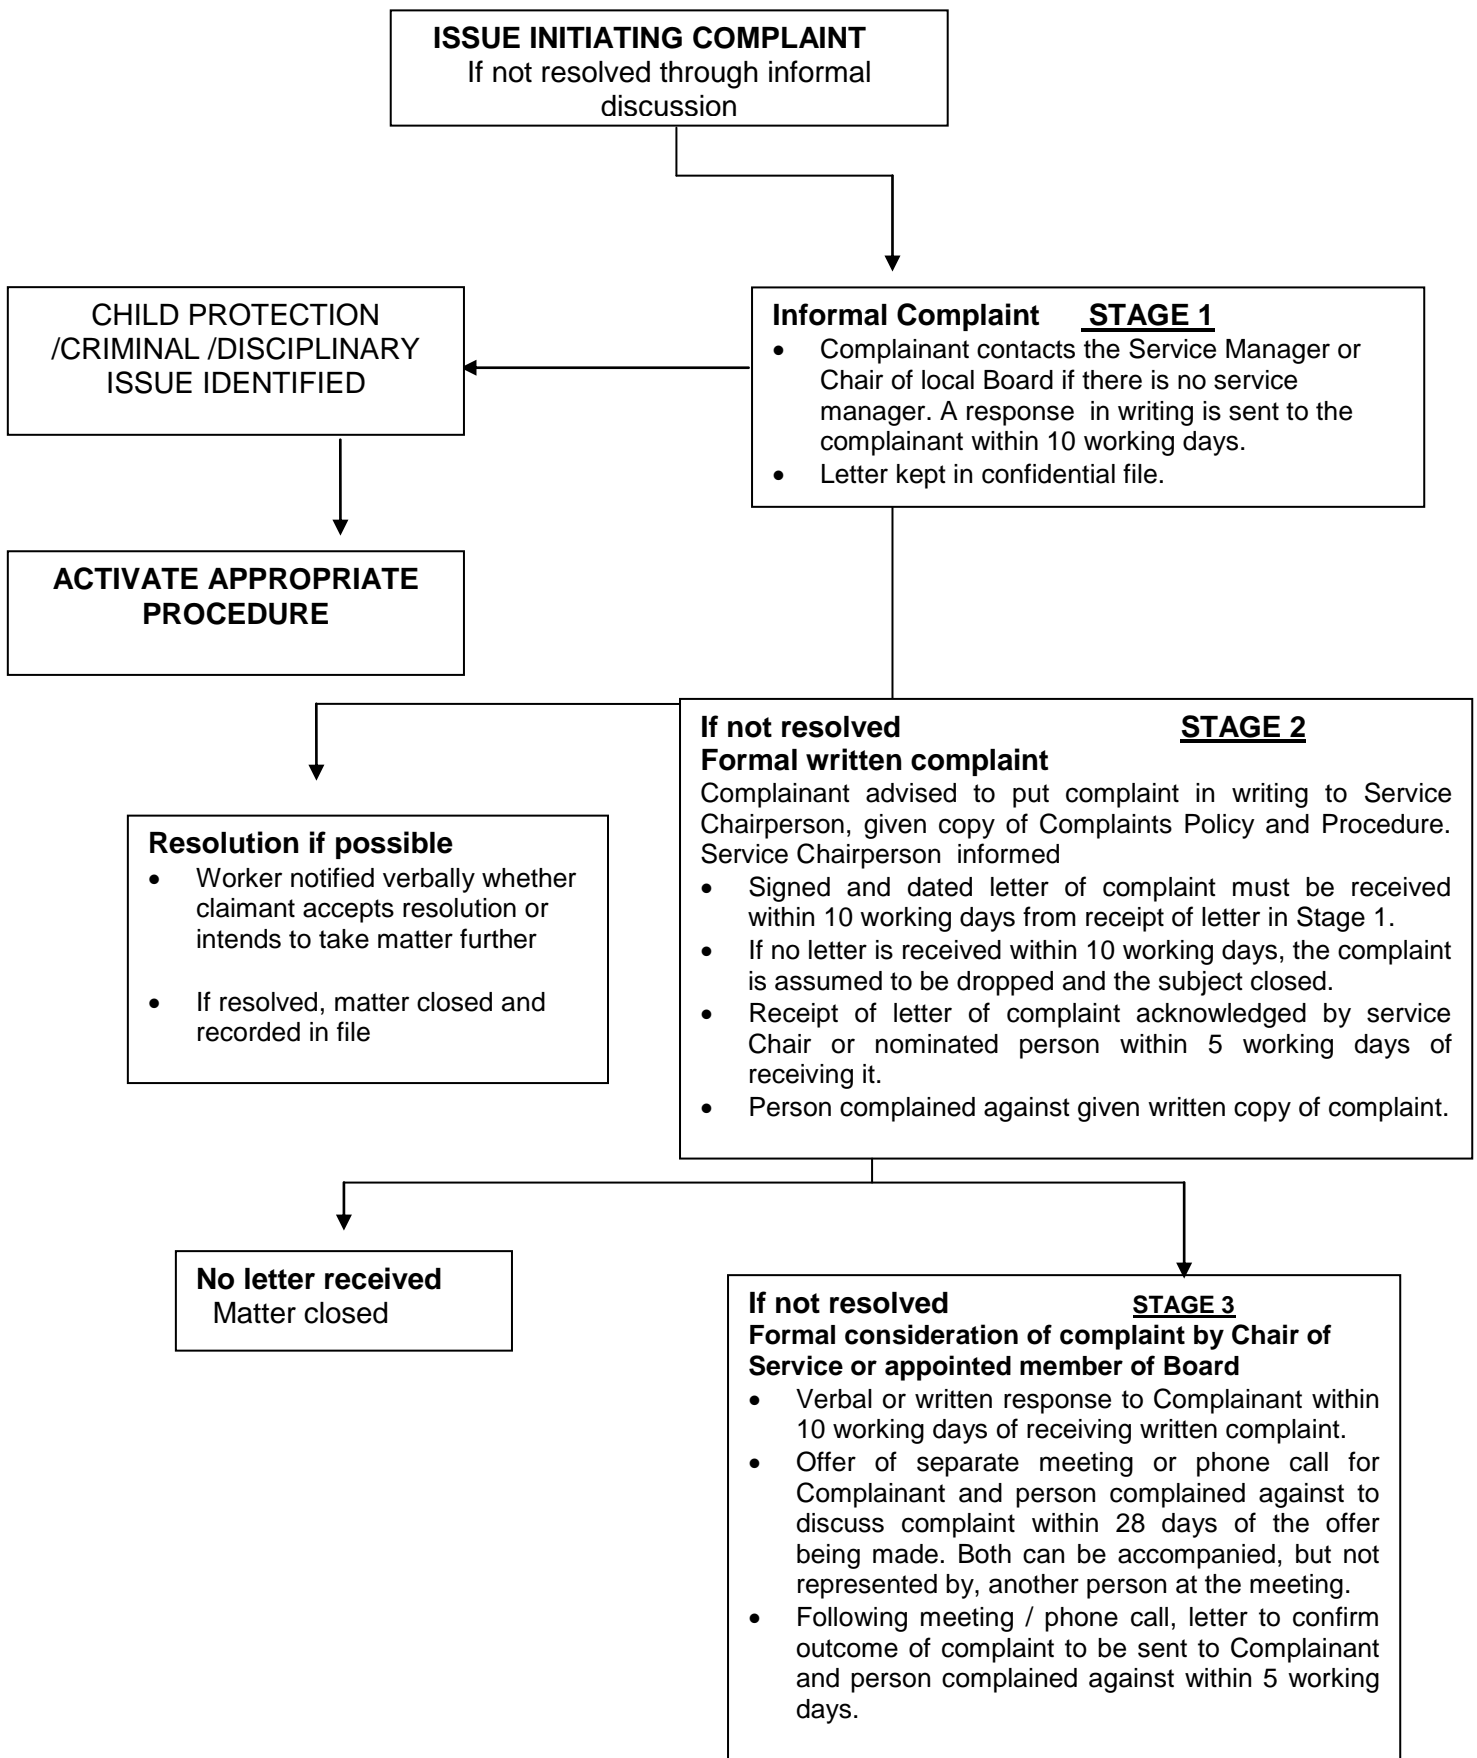 ISSUE INITIATING COMPLAINT
If not resolved through informal
discussion
CHILD PROTECTION
/CRIMINAL /DISCIPLINARY
ISSUE IDENTIFIED
Informal Complaint STAGE 1
• Complainant contacts the Service Manager or
Chair of local Board if there is no service
manager. A response in writing is sent to the
complainant within 10 working days.
• Letter kept in confidential file.
ACTIVATE APPROPRIATE
PROCEDURE
If not resolved STAGE 2
Formal written complaint
Complainant advised to put complaint in writing to Service
Chairperson, given copy of Complaints Policy and Procedure.
Service Chairperson informed
• Signed and dated letter of complaint must be received
within 10 working days from receipt of letter in Stage 1.
• If no letter is received within 10 working days, the complaint
is assumed to be dropped and the subject closed.
• Receipt of letter of complaint acknowledged by service
Chair or nominated person within 5 working days of
receiving it.
• Person complained against given written copy of complaint.
Resolution if possible
• Worker notified verbally whether
claimant accepts resolution or
intends to take matter further
• If resolved, matter closed and
recorded in file
No letter received
Matter closed
If not resolved STAGE 3
Formal consideration of complaint by Chair of
Service or appointed member of Board
• Verbal or written response to Complainant within
10 working days of receiving written complaint.
• Offer of separate meeting or phone call for
Complainant and person complained against to
discuss complaint within 28 days of the offer
being made. Both can be accompanied, but not
represented by, another person at the meeting.
• Following meeting / phone call, letter to confirm
outcome of complaint to be sent to Complainant
and person complained against within 5 working
days.